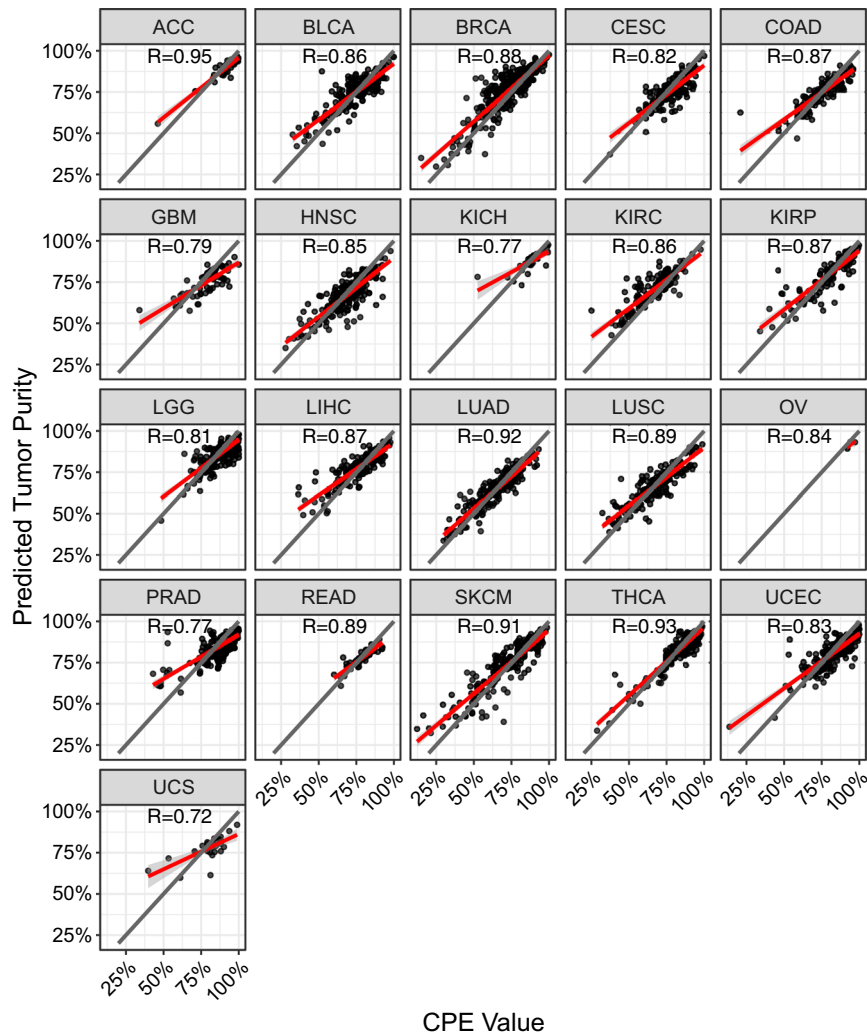 ACC BLCA BRCA CESC COAD
100% R=0.95 R=0.86 R=0.88 R=0.82 R=0.87
75%
50%
25%
GBM HNSC KICH KIRC KIRP
100% R=0.79 R=0.85 R=0.77 R=0.86 R=0.87
75%
50%
25%
Predicted Tumor Purity
LGG LIHC LUAD LUSC OV
100% R=0.81 R=0.87 R=0.92 R=0.89 R=0.84
75%
50%
25%
PRAD READ SKCM THCA UCEC
100% R=0.77 R=0.89 R=0.91 R=0.93 R=0.83
75%
50%
25%
25% 50% 75% 100% 25% 50% 75% 100% 25% 50% 75% 100% 25% 50% 75% 100%
UCS
100% R=0.72
75%
50%
25%
25% 50% 75% 100%
CPE Value